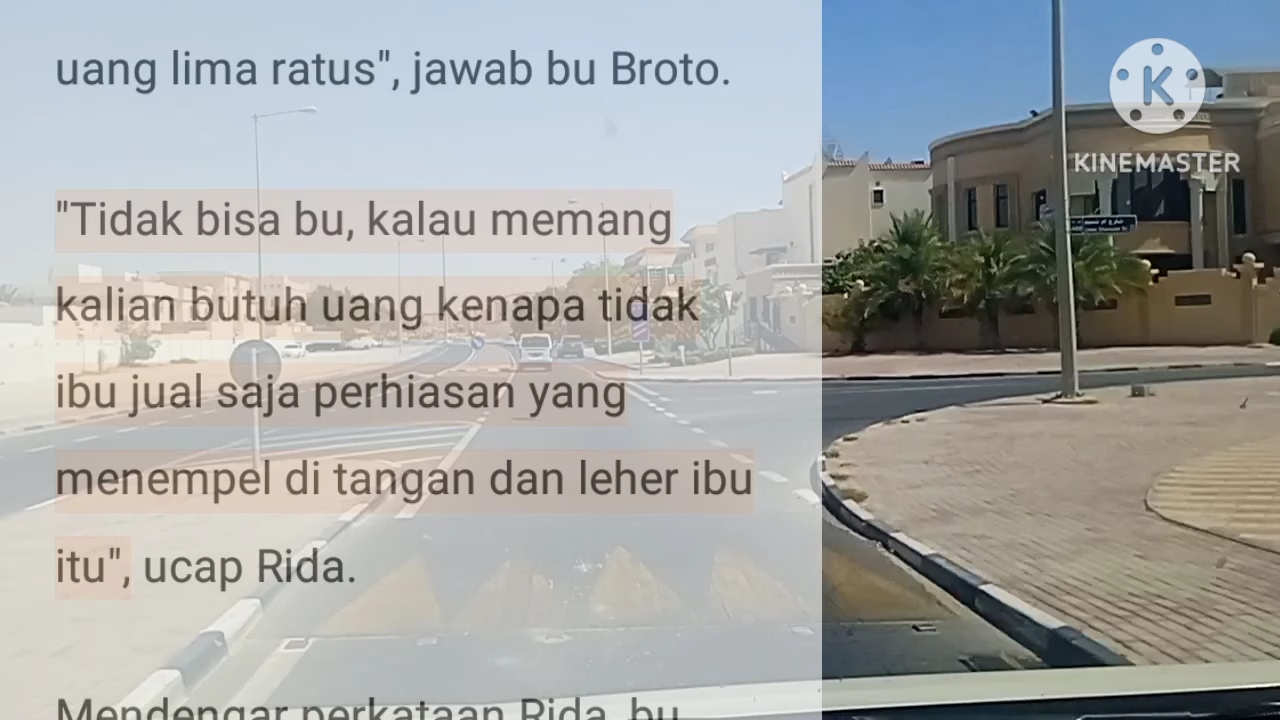 uang lima ratus", jawab bu Broto.
"Tidak bisa bu, kalau memang
kalian butuh uang kenapa tidak
ibu jual saja perhiasan yang
menempel di tangan dan leher ibu
itu", ucap Rida.
Mendengar perkataan Rida, bu
K
KINEMASTER